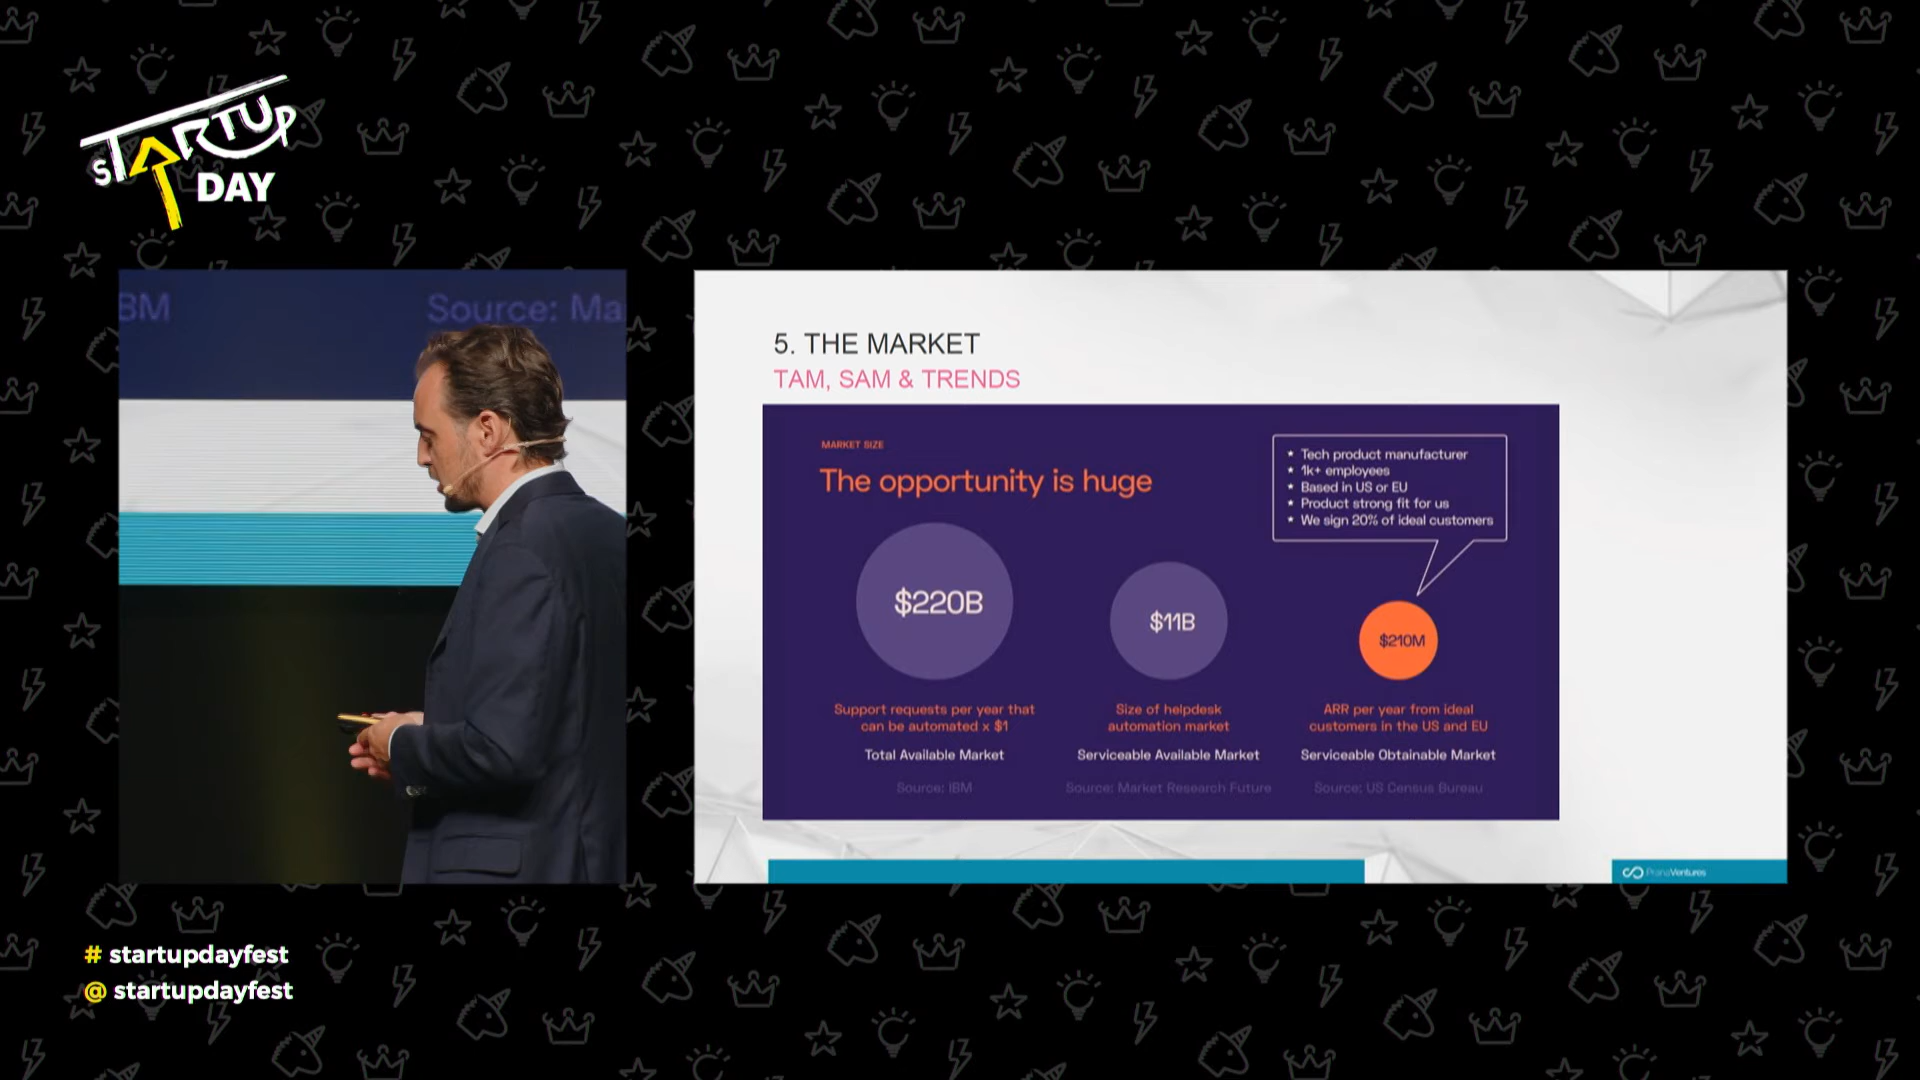 STARTUP
DAY
BM
Source: Ma
5. THE MARKET
TAM, SAM & TRENDS
MARKET SIZE
The opportunity is huge
* Tech product manufacturer
* 1k+ employees
* Based in US or EU
* Product strong fit for us
* We sign 20% of ideal customers
$220B
$11B
$210M
Support requests per year that
can be automated x $1
Total Available Market
Source: IBM
Size of helpdesk
automation market
Serviceable Available Market
Source: Market Research Future
ARR per year from ideal
customers in the US and EU
Serviceable Obtainable Market
Source: US Census Bureau
PranaVentures
# startupdayfest
@ startupdayfest